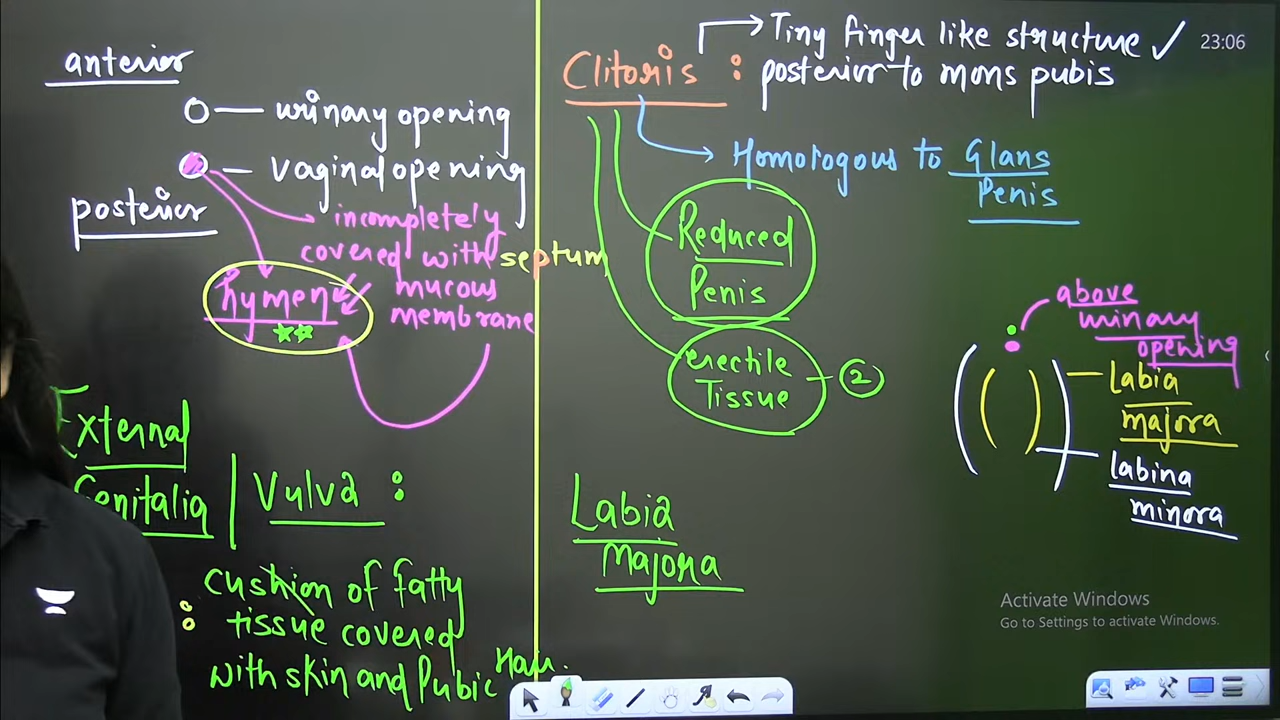 anterior
urinary opening
vaginal opening
posterior
incompletely
covered with septum
mucous
membrane
hymen
External
Genitalia | Vulva :
cushion of fatty
: tissue covered
with skin and Pubic Hair.
Clitoris :
Tiny finger like structure ✓
posterior to mons pubis
23:06
Homologous to Glans
Penis
Reduced
Penis
erectile
Tissue
2
above
urinary
opening
Labia
majora
labina
minora
Labia
Majora
Activate Windows
Go to Settings to activate Windows.